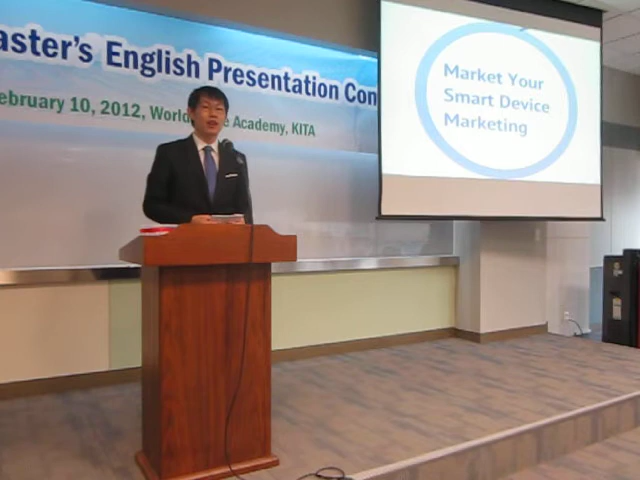 aster's English Presentation Con
ebruary 10, 2012, World e Academy, KITA
Market Your
Smart Device
Marketing